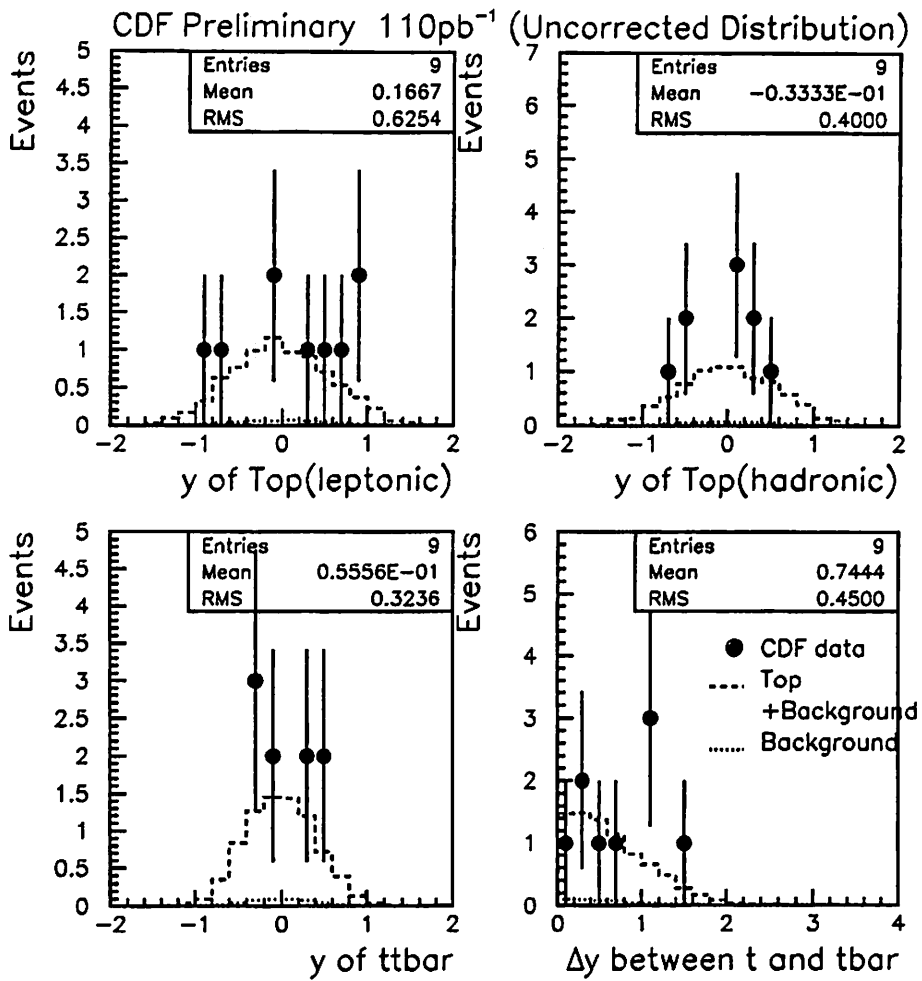 CDF Preliminary 110pb⁻¹ (Uncorrected Distribution)
Events
5
4.5
4
3.5
3
2.5
2
1.5
1
0.5
0
Entries 9
Mean 0.1667
RMS 0.6254
−2 −1 0 1 2
y of Top(leptonic)
Events
7
6
5
4
3
2
1
0
Entries 9
Mean −0.3333E−01
RMS 0.4000
−2 −1 0 1 2
y of Top(hadronic)
Events
5
4.5
4
3.5
3
2.5
2
1.5
1
0.5
0
Entries 9
Mean 0.5556E−01
RMS 0.3236
−2 −1 0 1 2
y of ttbar
Events
6
5
4
3
2
1
0
Entries 9
Mean 0.7444
RMS 0.4500
CDF data
Top
+Background
Background
0 1 2 3 4
Δy between t and tbar